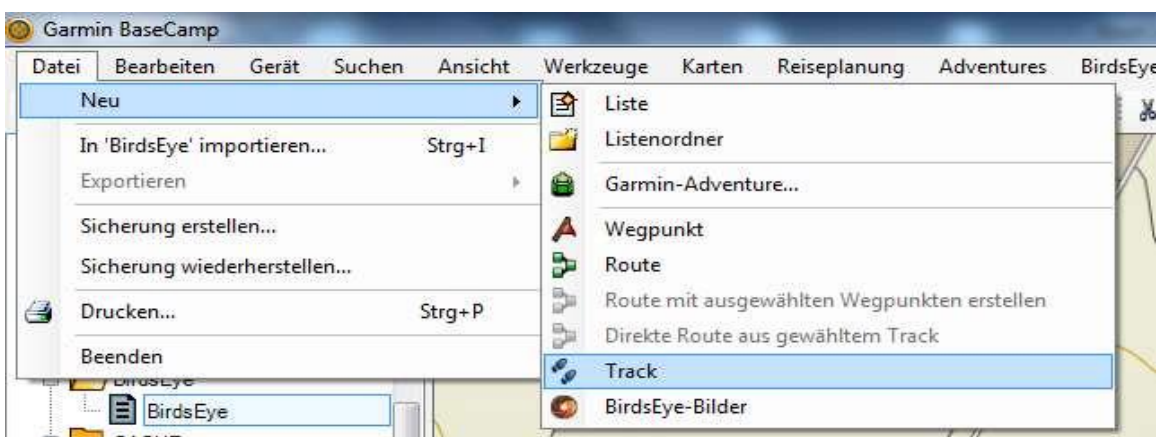 Garmin BaseCamp
Datei Bearbeiten Gerät Suchen Ansicht Werkzeuge Karten Reiseplanung Adventures BirdsEye
Neu
In 'BirdsEye' importieren... Strg+I
Exportieren
Sicherung erstellen...
Sicherung wiederherstellen...
Drucken... Strg+P
Beenden
Liste
Listenordner
Garmin-Adventure...
Wegpunkt
Route
Route mit ausgewählten Wegpunkten erstellen
Direkte Route aus gewähltem Track
Track
BirdsEye-Bilder
BirdsEye
BirdsEye